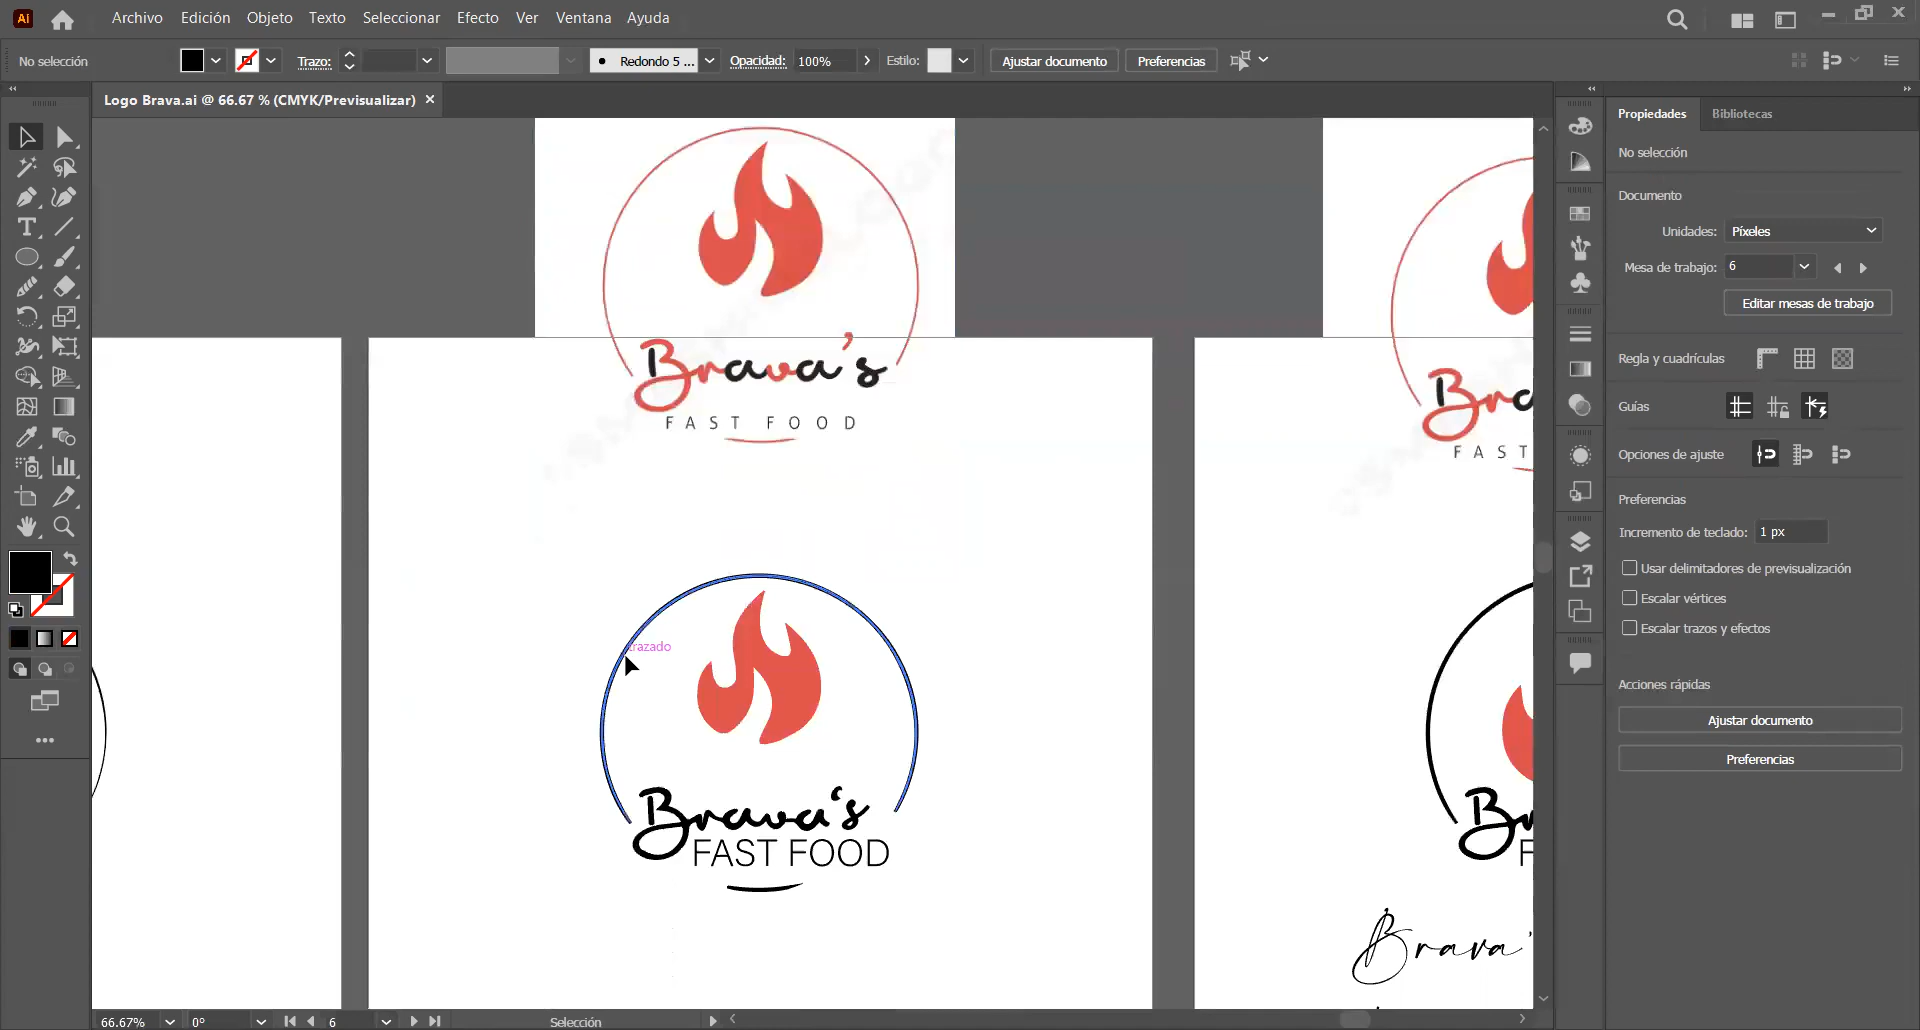 Ai Archivo Edición Objeto Texto Seleccionar Efecto Ver Ventana Ayuda
No selección Trazo: Redondo 5 ... Opacidad: 100% Estilo: Ajustar documento Preferencias
Logo Brava.ai @ 66.67 % (CMYK/Previsualizar) ×
Propiedades Bibliotecas
No selección
Documento
Unidades: Píxeles
Mesa de trabajo: 6
Editar mesas de trabajo
Regla y cuadrículas
Guías
Opciones de ajuste
Preferencias
Incremento de teclado: 1 px
Usar delimitadores de previsualización
Escalar vértices
Escalar trazos y efectos
Acciones rápidas
Ajustar documento
Preferencias
Brava's
FAST FOOD
Bra
FAST
trazado
Brava's
FAST FOOD
Br
F
Brava'
66.67% 0° 6 Selección